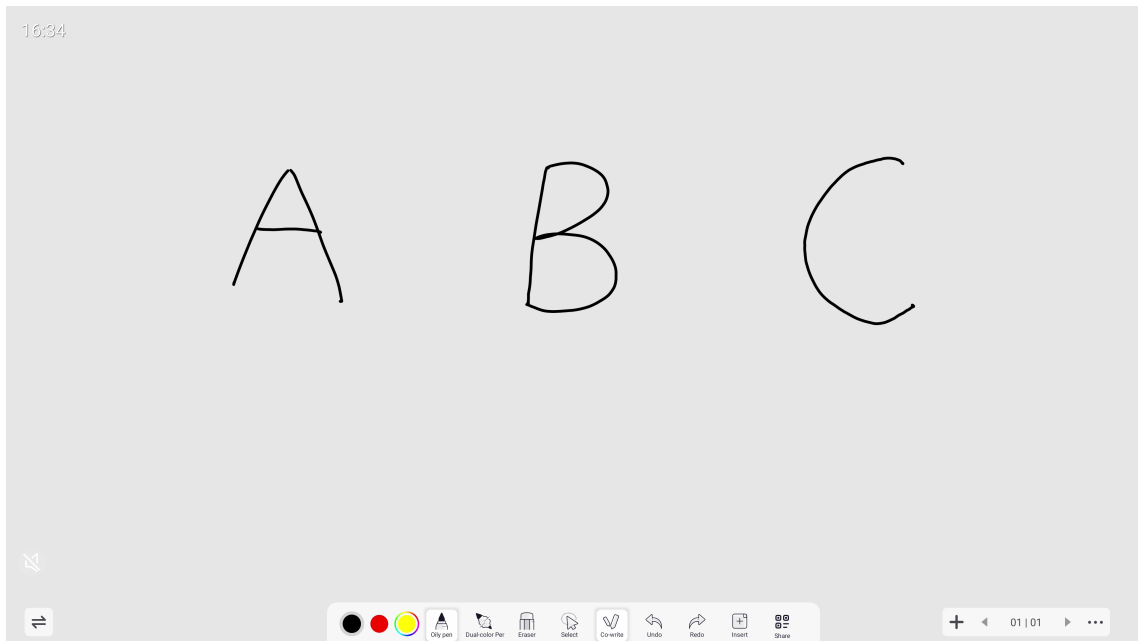 16:34
A B C
Oily pen Dual-color Per Eraser Select Co-write Undo Redo Insert Share
01 | 01